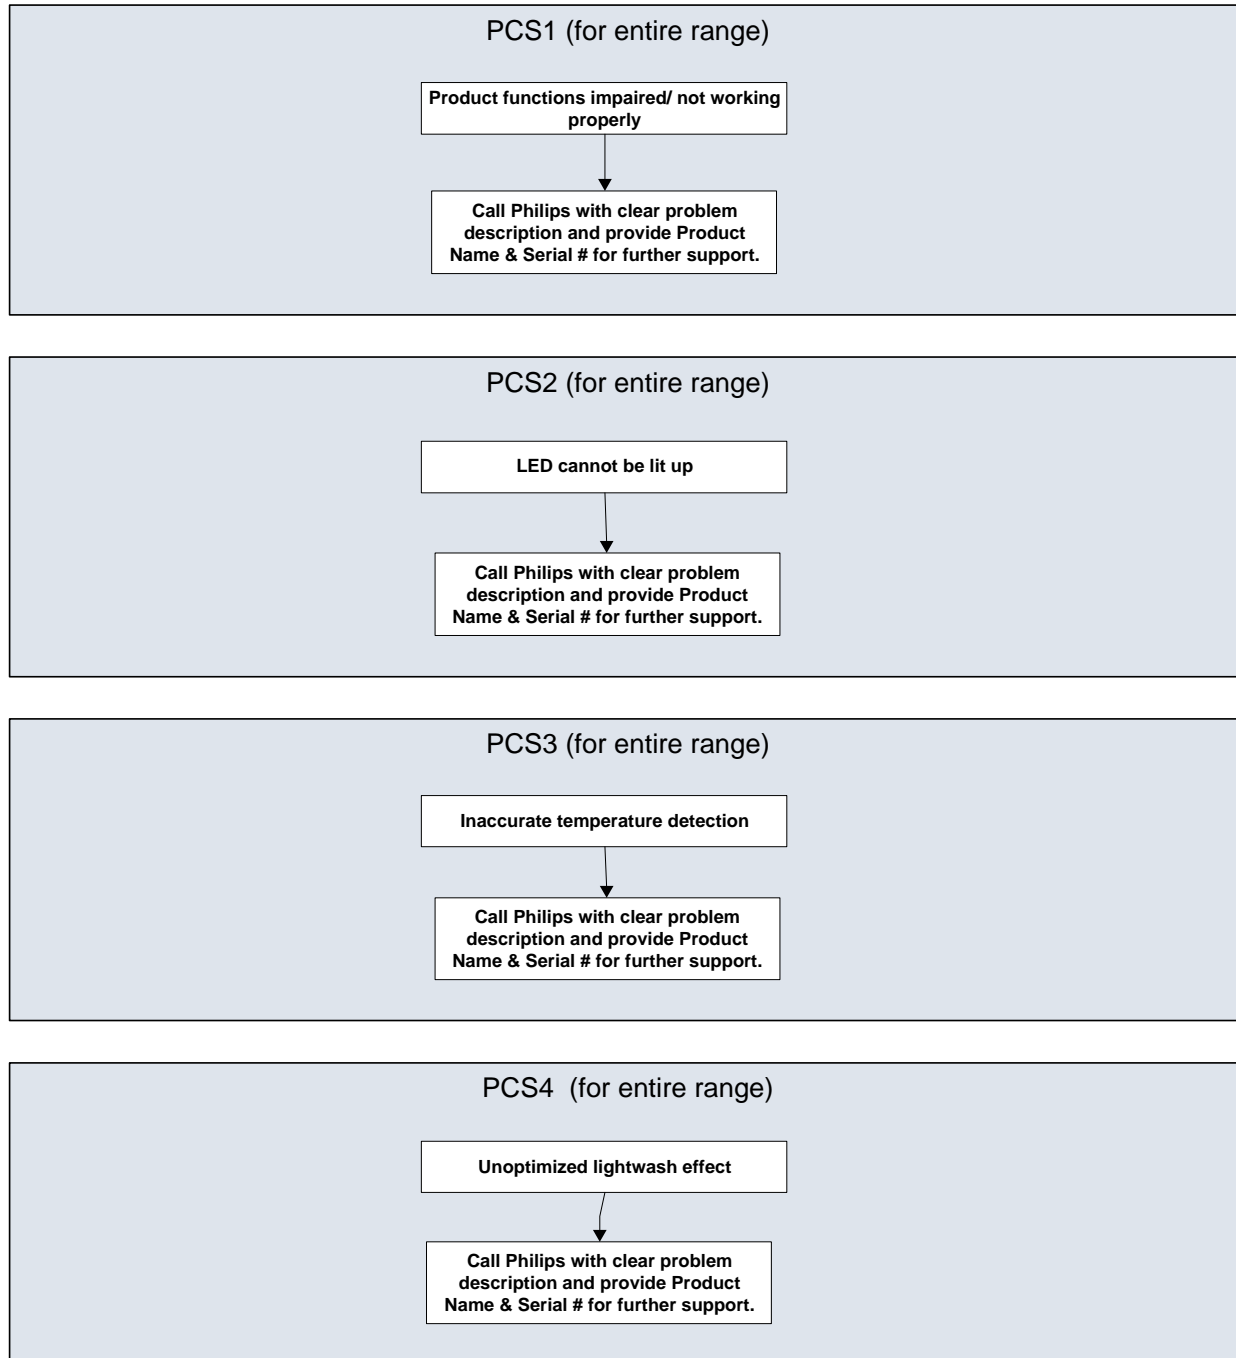 PCS1 (for entire range)
Product functions impaired/ not working
properly
Call Philips with clear problem
description and provide Product
Name & Serial # for further support.
PCS2 (for entire range)
LED cannot be lit up
Call Philips with clear problem
description and provide Product
Name & Serial # for further support.
PCS3 (for entire range)
Inaccurate temperature detection
Call Philips with clear problem
description and provide Product
Name & Serial # for further support.
PCS4  (for entire range)
Unoptimized lightwash effect
Call Philips with clear problem
description and provide Product
Name & Serial # for further support.